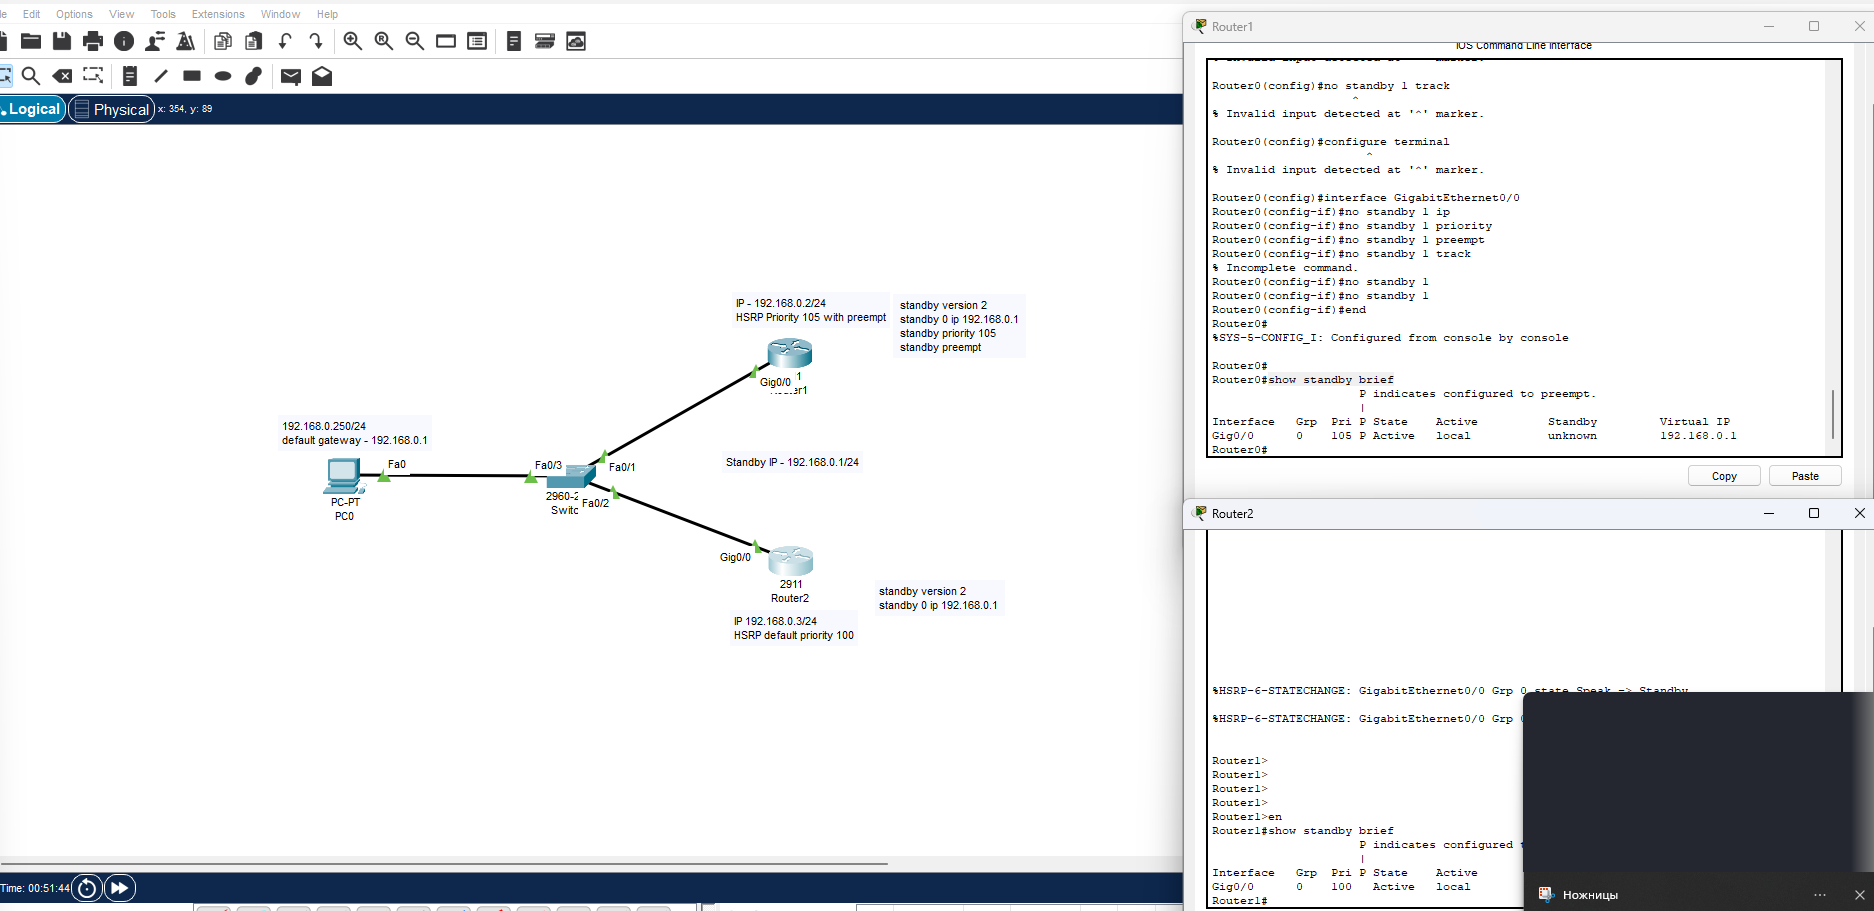 Edit Options View Tools Extensions Window Help
Logical
Physical
x: 354, y: 89
IP - 192.168.0.2/24
HSRP Priority 105 with preempt
standby version 2
standby 0 ip 192.168.0.1
standby priority 105
standby preempt
Gig0/0
192.168.0.250/24
default gateway - 192.168.0.1
Fa0
Fa0/3
Fa0/1
Fa0/2
2960-2
Switc
PC-PT
PC0
Standby IP - 192.168.0.1/24
Gig0/0
2911
Router2
standby version 2
standby 0 ip 192.168.0.1
IP 192.168.0.3/24
HSRP default priority 100
Time: 00:51:44
Router1
IOS Command Line Interface
Router0(config)#no standby 1 track
^
% Invalid input detected at '^' marker.
Router0(config)#configure terminal
^
% Invalid input detected at '^' marker.
Router0(config)#interface GigabitEthernet0/0
Router0(config-if)#no standby 1 ip
Router0(config-if)#no standby 1 priority
Router0(config-if)#no standby 1 preempt
Router0(config-if)#no standby 1 track
% Incomplete command.
Router0(config-if)#no standby 1
Router0(config-if)#no standby 1
Router0(config-if)#end
Router0#
%SYS-5-CONFIG_I: Configured from console by console
Router0#
Router0#show standby brief
P indicates configured to preempt.
|
Interface Grp Pri P State Active Standby Virtual IP
Gig0/0 0 105 P Active local unknown 192.168.0.1
Router0#
Copy
Paste
Router2
%HSRP-6-STATECHANGE: GigabitEthernet0/0 Grp 0 state Speak -> Standby
%HSRP-6-STATECHANGE: GigabitEthernet0/0 Grp
Router1>
Router1>
Router1>
Router1>
Router1>en
Router1#show standby brief
P indicates configured
|
Interface Grp Pri P State Active
Gig0/0 0 100 Active local
Router1#
Ножницы